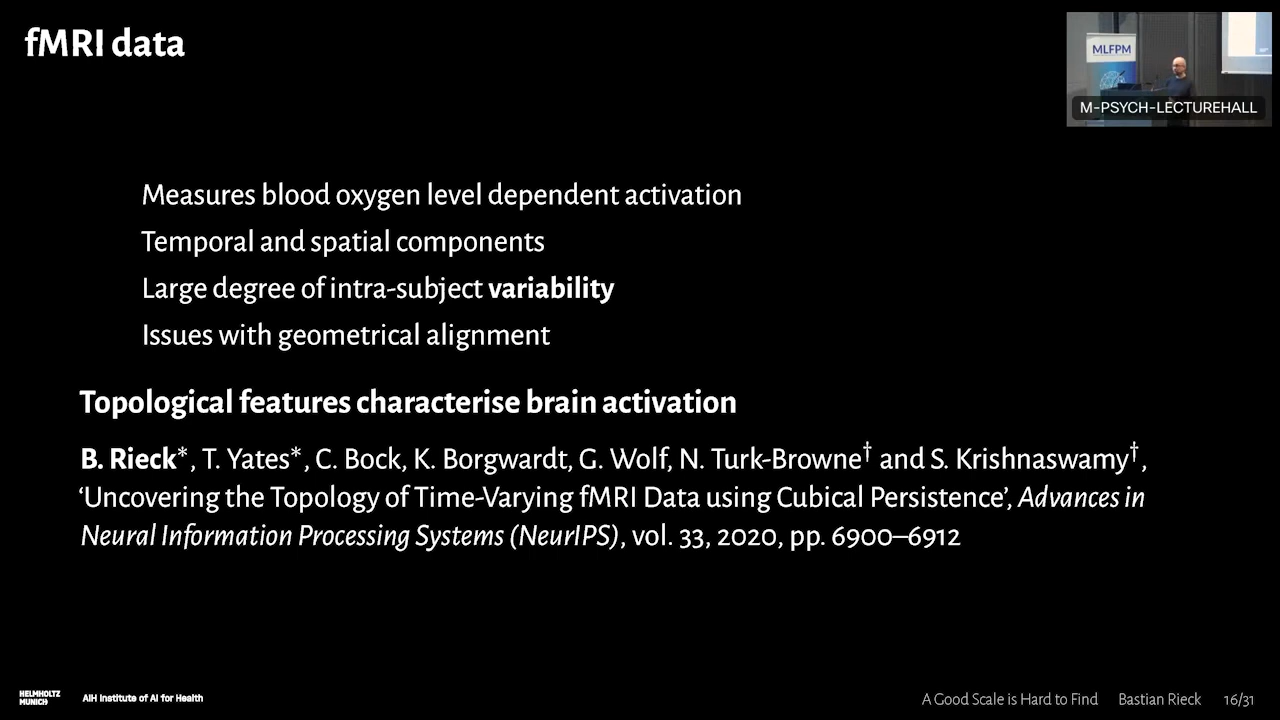 fMRI data
MLFPM
M-PSYCH-LECTUREHALL
Measures blood oxygen level dependent activation
Temporal and spatial components
Large degree of intra-subject variability
Issues with geometrical alignment
Topological features characterise brain activation
B. Rieck*, T. Yates*, C. Bock, K. Borgwardt, G. Wolf, N. Turk-Browne† and S. Krishnaswamy†,
‘Uncovering the Topology of Time-Varying fMRI Data using Cubical Persistence’, Advances in
Neural Information Processing Systems (NeurIPS), vol. 33, 2020, pp. 6900–6912
HELMHOLTZ
MUNICH
AIH Institute of AI for Health
A Good Scale is Hard to Find Bastian Rieck 16/31